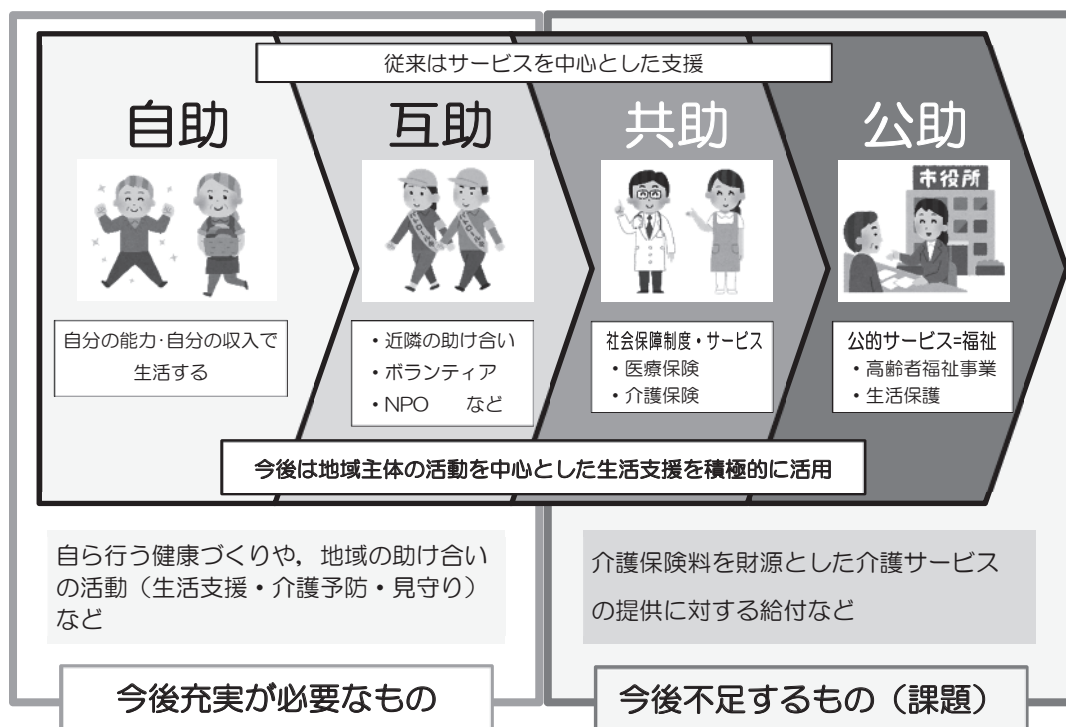 従来はサービスを中心とした支援
自助
互助
共助
公助
市役所
自分の能力・自分の収入で
生活する
・近隣の助け合い
・ボランティア
・NPO　など
社会保障制度・サービス
・医療保険
・介護保険
公的サービス=福祉
・高齢者福祉事業
・生活保護
今後は地域主体の活動を中心とした生活支援を積極的に活用
自ら行う健康づくりや，地域の助け合い
の活動（生活支援・介護予防・見守り）
など
介護保険料を財源とした介護サービス
の提供に対する給付など
今後充実が必要なもの
今後不足するもの（課題）